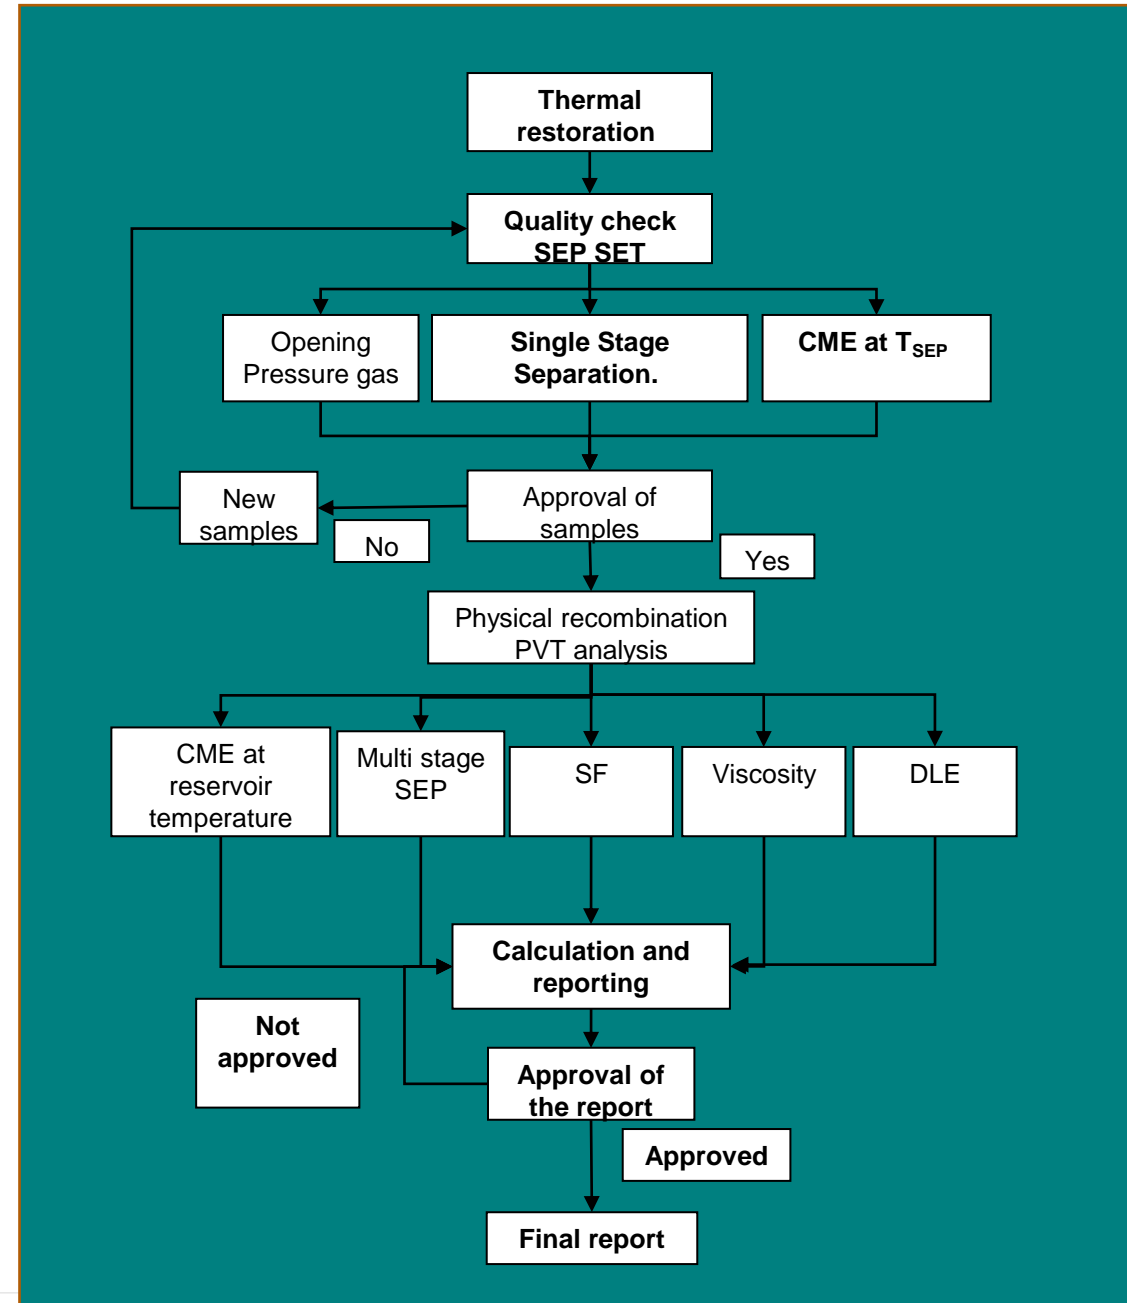 Thermal
restoration
Quality check
SEP SET
Opening
Pressure gas
Single Stage
Separation.
CME at TSEP
New
samples
No
Approval of
samples
Yes
Physical recombination
PVT analysis
CME at
reservoir
temperature
Multi stage
SEP
SF
Viscosity
DLE
Calculation and
reporting
Not
approved
Approval of
the report
Approved
Final report